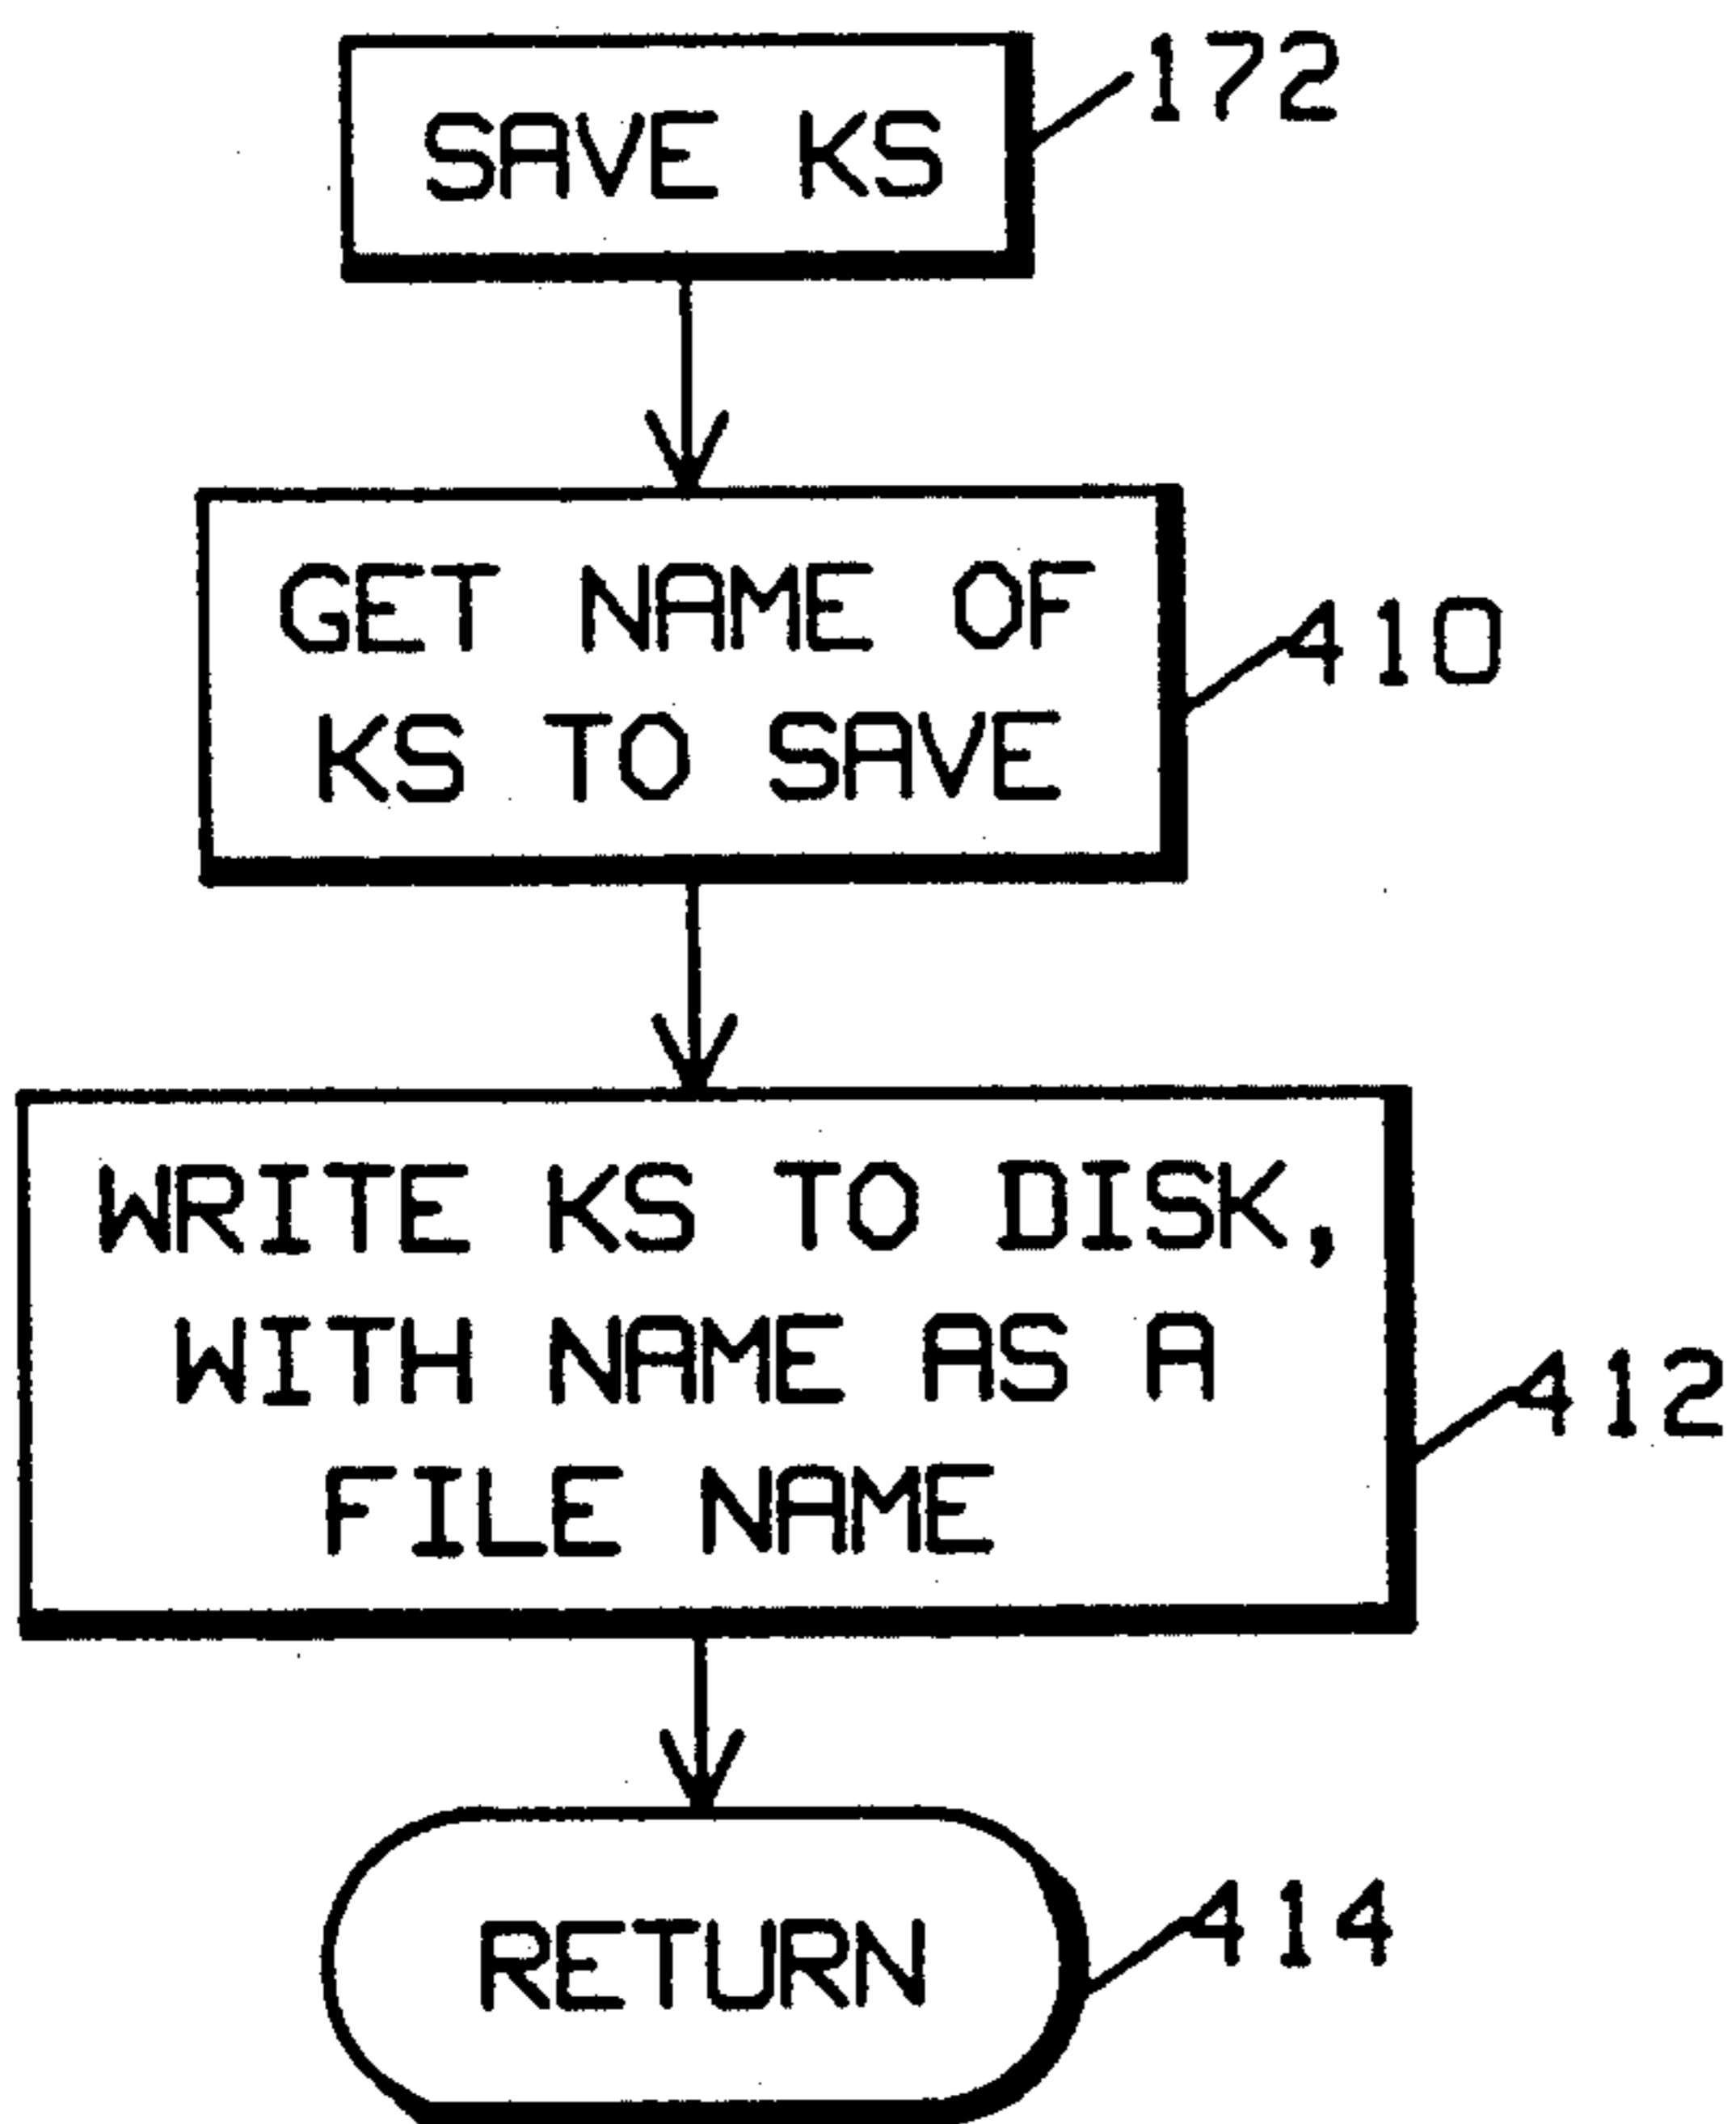 SAVE KS
172
GET NAME OF
KS TO SAVE
410
WRITE KS TO DISK,
WITH NAME AS A
FILE NAME
412
RETURN
414